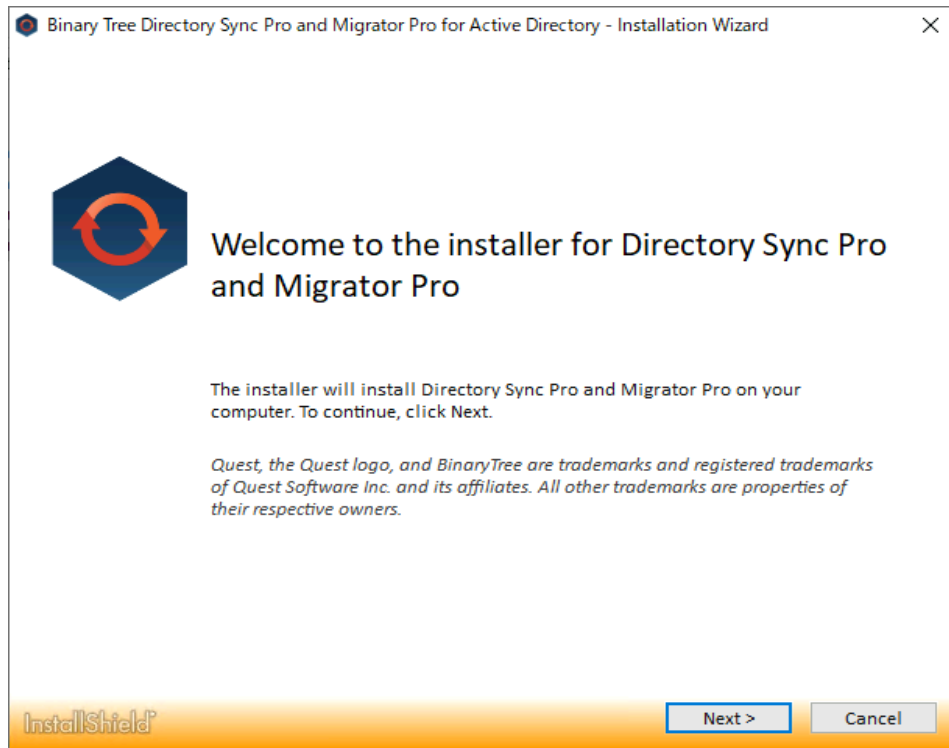 Binary Tree Directory Sync Pro and Migrator Pro for Active Directory - Installation Wizard
Welcome to the installer for Directory Sync Pro
and Migrator Pro
The installer will install Directory Sync Pro and Migrator Pro on your
computer. To continue, click Next.
Quest, the Quest logo, and BinaryTree are trademarks and registered trademarks
of Quest Software Inc. and its affiliates. All other trademarks are properties of
their respective owners.
InstallShield
Next >
Cancel